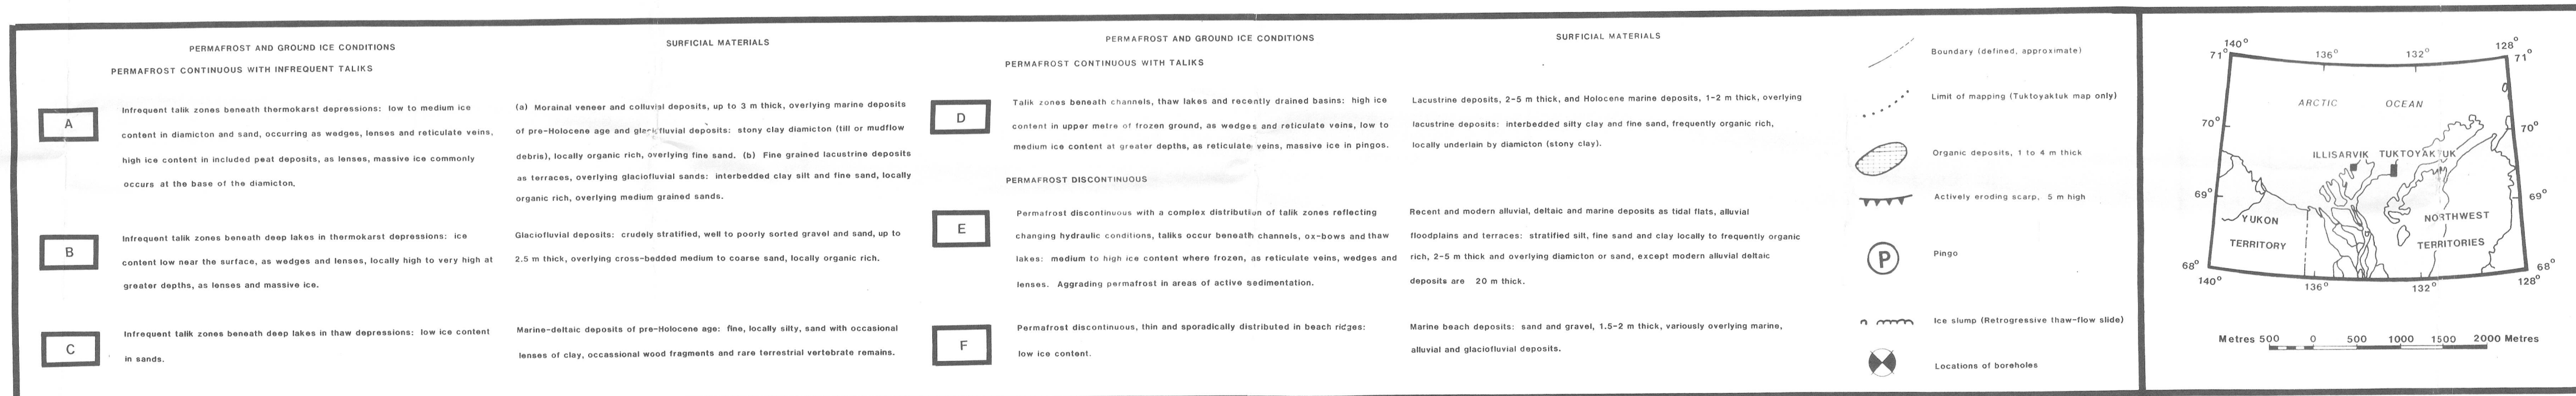 PERMAFROST AND GROUND ICE CONDITIONS
SURFICIAL MATERIALS
PERMAFROST CONTINUOUS WITH INFREQUENT TALIKS
A
Infrequent talik zones beneath thermokarst depressions: low to medium ice
content in diamicton and sand, occurring as wedges, lenses and reticulate veins,
high ice content in included peat deposits, as lenses, massive ice commonly
occurs at the base of the diamicton.
(a) Morainal veneer and colluvial deposits, up to 3 m thick, overlying marine deposits
of pre-Holocene age and glaciofluvial deposits: stony clay diamicton (till or mudflow
debris), locally organic rich, overlying fine sand. (b) Fine grained lacustrine deposits
as terraces, overlying glaciofluvial sands: interbedded clay silt and fine sand, locally
organic rich, overlying medium grained sands.
B
Infrequent talik zones beneath deep lakes in thermokarst depressions: ice
content low near the surface, as wedges and lenses, locally high to very high at
greater depths, as lenses and massive ice.
Glaciofluvial deposits: crudely stratified, well to poorly sorted gravel and sand, up to
2.5 m thick, overlying cross-bedded medium to coarse sand, locally organic rich.
C
Infrequent talik zones beneath deep lakes in thaw depressions: low ice content
in sands.
Marine-deltaic deposits of pre-Holocene age: fine, locally silty, sand with occasional
lenses of clay, occassional wood fragments and rare terrestrial vertebrate remains.
PERMAFROST AND GROUND ICE CONDITIONS
SURFICIAL MATERIALS
PERMAFROST CONTINUOUS WITH TALIKS
D
Talik zones beneath channels, thaw lakes and recently drained basins: high ice
content in upper metre of frozen ground, as wedges and reticulate veins, low to
medium ice content at greater depths, as reticulate veins, massive ice in pingos.
Lacustrine deposits, 2-5 m thick, and Holocene marine deposits, 1-2 m thick, overlying
lacustrine deposits: interbedded silty clay and fine sand, frequently organic rich,
locally underlain by diamicton (stony clay).
PERMAFROST DISCONTINUOUS
E
Permafrost discontinuous with a complex distribution of talik zones reflecting
changing hydraulic conditions, taliks occur beneath channels, ox-bows and thaw
lakes: medium to high ice content where frozen, as reticulate veins, wedges and
lenses. Aggrading permafrost in areas of active sedimentation.
Recent and modern alluvial, deltaic and marine deposits as tidal flats, alluvial
floodplains and terraces: stratified silt, fine sand and clay locally to frequently organic
rich, 2-5 m thick and overlying diamicton or sand, except modern alluvial deltaic
deposits are 20 m thick.
F
Permafrost discontinuous, thin and sporadically distributed in beach ridges:
low ice content.
Marine beach deposits: sand and gravel, 1.5-2 m thick, variously overlying marine,
alluvial and glaciofluvial deposits.
Boundary (defined, approximate)
Limit of mapping (Tuktoyaktuk map only)
Organic deposits, 1 to 4 m thick
Actively eroding scarp, 5 m high
P
Pingo
Ice slump (Retrogressive thaw-flow slide)
Locations of boreholes
140° 136° 132° 128°
71° 71°
ARCTIC OCEAN
70° 70°
ILLISARVIK TUKTOYAKTUK
69° 69°
YUKON
TERRITORY
NORTHWEST
TERRITORIES
68° 68°
140° 136° 132° 128°
Metres 500 0 500 1000 1500 2000 Metres